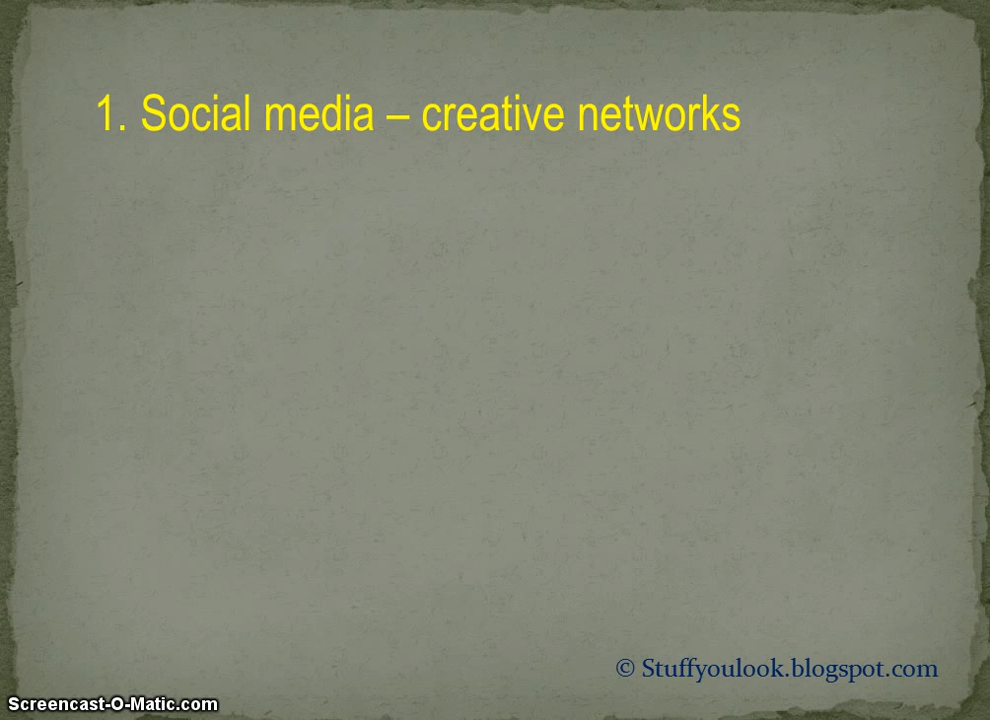 1. Social media – creative networks
© Stuffyoulook.blogspot.com
Screencast-O-Matic.com